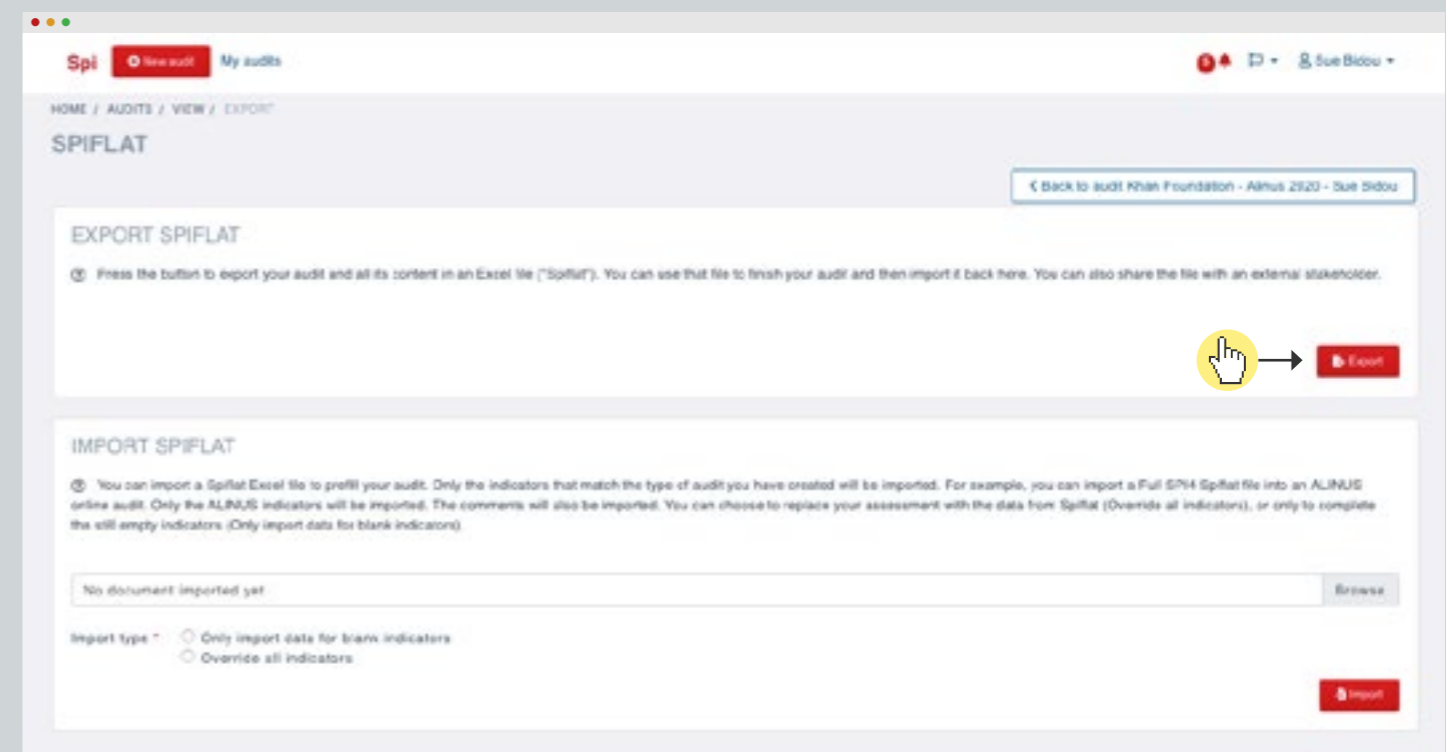 Spi New audit My audits Sue Bidou
HOME / AUDITS / VIEW / EXPORT
SPIFLAT
Back to audit Khan Foundation - Alinus 2020 - Sue Bidou
EXPORT SPIFLAT
Press the button to export your audit and all its content in an Excel file ("Spiflat"). You can use that file to finish your audit and then import it back here. You can also share the file with an external stakeholder.
Export
IMPORT SPIFLAT
You can import a Spiflat Excel file to prefill your audit. Only the indicators that match the type of audit you have created will be imported. For example, you can import a Full SPI4 Spiflat file into an ALINUS
online audit. Only the ALINUS indicators will be imported. The comments will also be imported. You can choose to replace your assessment with the data from Spiflat (Override all indicators), or only to complete
the still empty indicators (Only import data for blank indicators).
No document imported yet Browse
Import type * Only import data for blank indicators
Override all indicators
Import